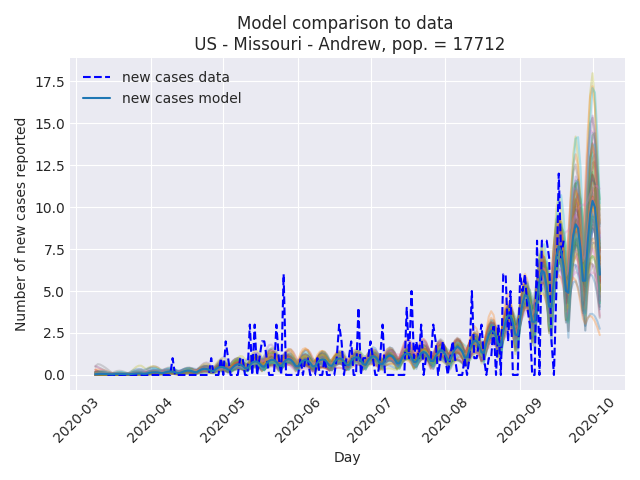 Model comparison to data
US - Missouri - Andrew, pop. = 17712
new cases data
new cases model
Number of new cases reported
17.5
15.0
12.5
10.0
7.5
5.0
2.5
0.0
2020-03
2020-04
2020-05
2020-06
2020-07
2020-08
2020-09
2020-10
Day